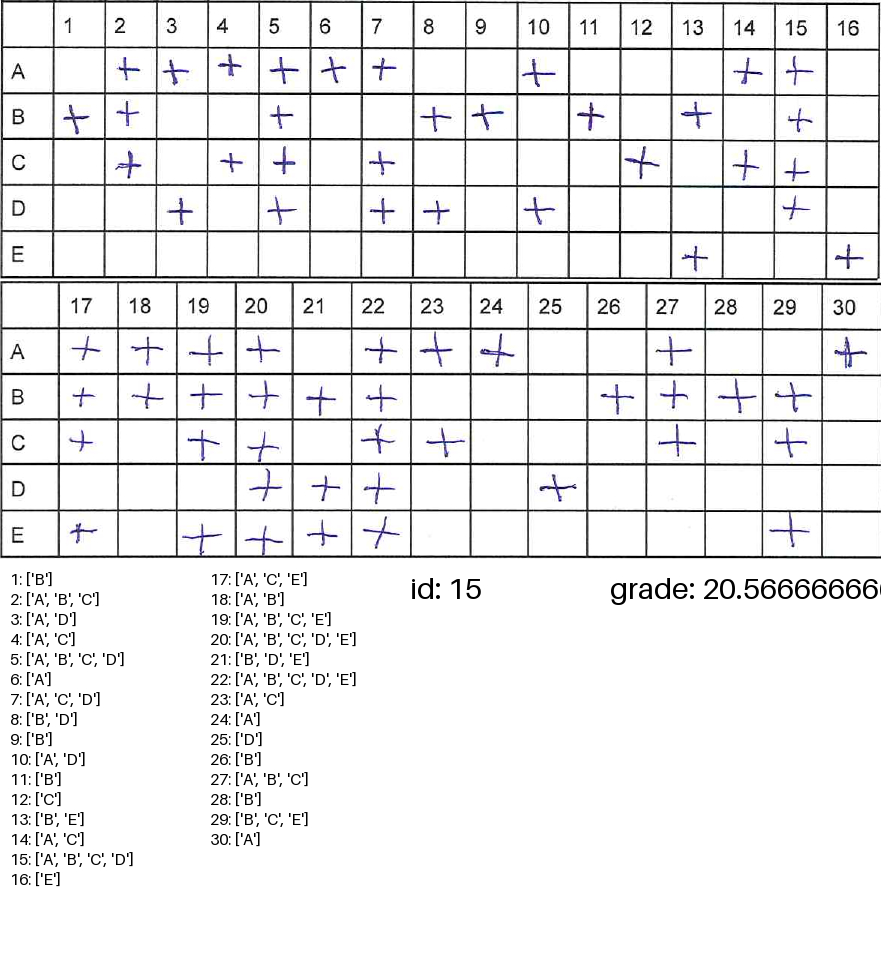 1 2 3 4 5 6 7 8 9 10 11 12 13 14 15 16
A + + + + + + + + +
B + + + + + + + +
C + + + + + + +
D + + + + + +
E + +
17 18 19 20 21 22 23 24 25 26 27 28 29 30
A + + + + + + + + +
B + + + + + + + + + +
C + + + + + + +
D + + + +
E + + + + + +
1: ['B']
2: ['A', 'B', 'C']
3: ['A', 'D']
4: ['A', 'C']
5: ['A', 'B', 'C', 'D']
6: ['A']
7: ['A', 'C', 'D']
8: ['B', 'D']
9: ['B']
10: ['A', 'D']
11: ['B']
12: ['C']
13: ['B', 'E']
14: ['A', 'C']
15: ['A', 'B', 'C', 'D']
16: ['E']
17: ['A', 'C', 'E']
18: ['A', 'B']
19: ['A', 'B', 'C', 'E']
20: ['A', 'B', 'C', 'D', 'E']
21: ['B', 'D', 'E']
22: ['A', 'B', 'C', 'D', 'E']
23: ['A', 'C']
24: ['A']
25: ['D']
26: ['B']
27: ['A', 'B', 'C']
28: ['B']
29: ['B', 'C', 'E']
30: ['A']
id: 15
grade: 20.566666666